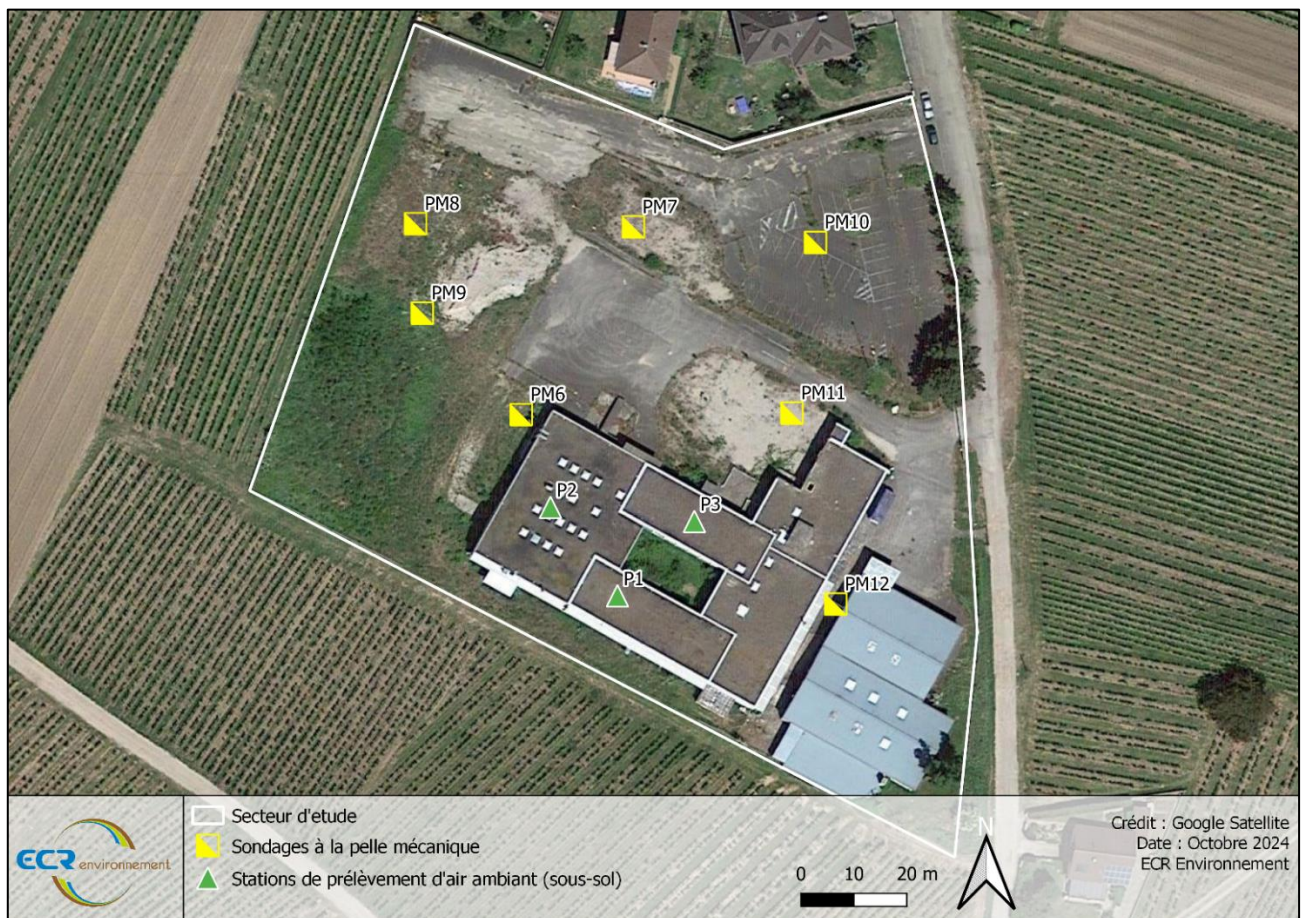 PM8
PM7
PM10
PM9
PM6
PM11
P2
P3
P1
PM12
ECR environnement
Secteur d'etude
Sondages à la pelle mécanique
Stations de prélèvement d'air ambiant (sous-sol)
0 10 20 m
N
Crédit : Google Satellite
Date : Octobre 2024
ECR Environnement